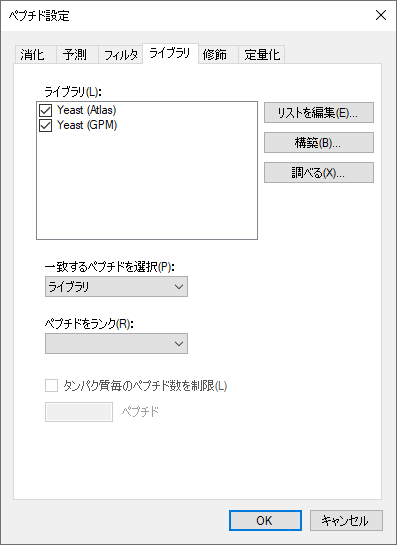 ペプチド設定
消化 予測 フィルタ ライブラリ 修飾 定量化
ライブラリ(L):
Yeast (Atlas)
Yeast (GPM)
リストを編集(E)...
構築(B)...
調べる(X)...
一致するペプチドを選択(P):
ライブラリ
ペプチドをランク(R):
タンパク質毎のペプチド数を制限(L)
ペプチド
OK キャンセル